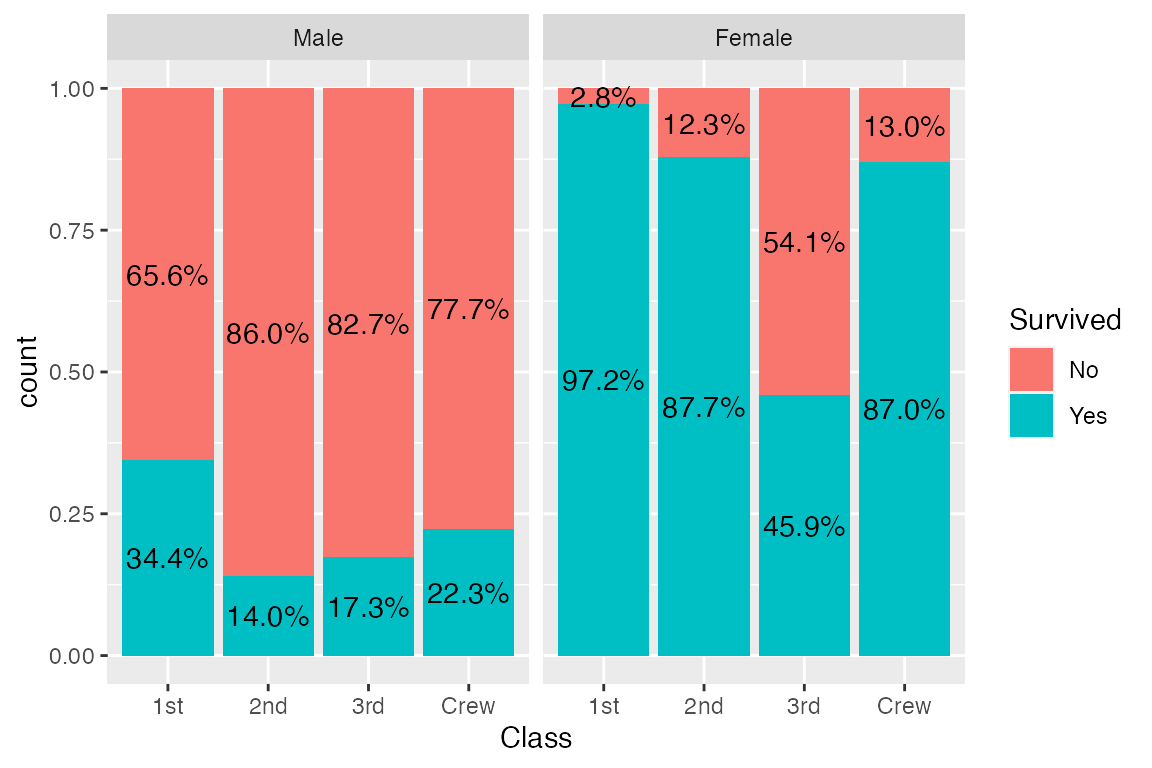 Male Female
1.00
0.75
0.50
0.25
0.00
count
65.6% 86.0% 82.7% 77.7%
34.4% 14.0% 17.3% 22.3%
2.8% 12.3% 54.1% 13.0%
97.2% 87.7% 45.9% 87.0%
1st 2nd 3rd Crew 1st 2nd 3rd Crew
Class
Survived
No
Yes